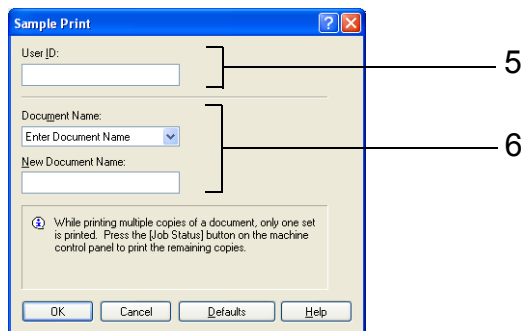 Sample Print
User ID:
5
Document Name:
Enter Document Name
6
New Document Name:
While printing multiple copies of a document, only one set
is printed. Press the [Job Status] button on the machine
control panel to print the remaining copies.
OK Cancel Defaults Help